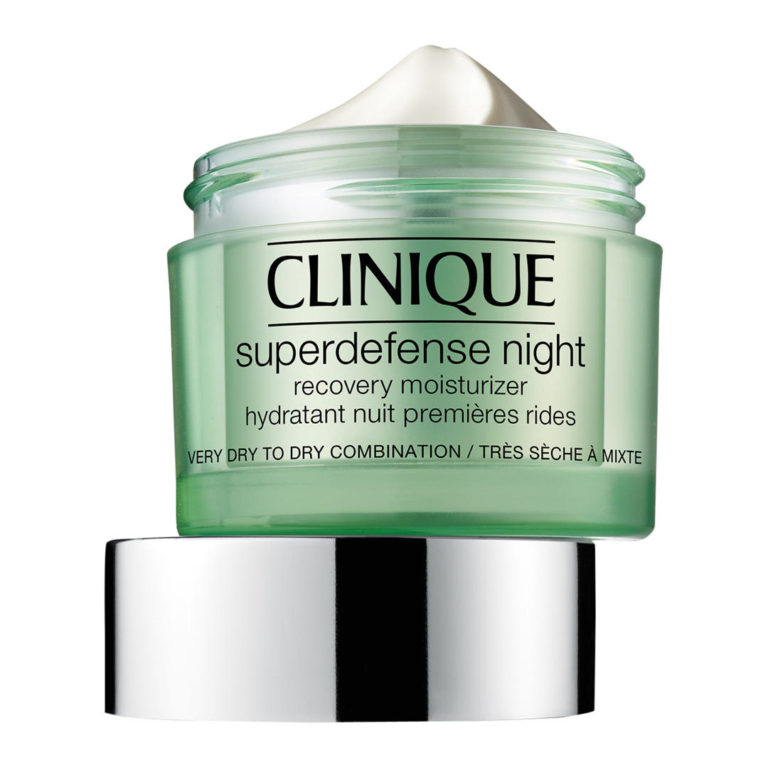 CLINIQUE
superdefense night
recovery moisturizer
hydratant nuit premières rides
VERY DRY TO DRY COMBINATION / TRÈS SÈCHE À MIXTE